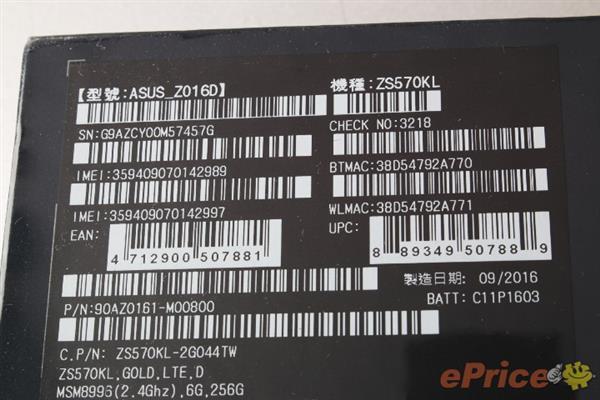 【型號:ASUS_Z016D】
機種:ZS570KL
SN:G9AZCY00M57457G
CHECK NO:3218
IMEI:359409070142989
BTMAC:38D54792A770
IMEI:359409070142997
WLMAC:38D54792A771
EAN:
4 712900 507881
UPC:
8 89349 50788 9
製造日期: 09/2016
P/N:90AZ0161-M00800
BATT: C11P1603
C.P/N: ZS570KL-2G044TW
ZS570KL,GOLD,LTE,D
MSM8996(2.4Ghz),6G,256G
ePrice